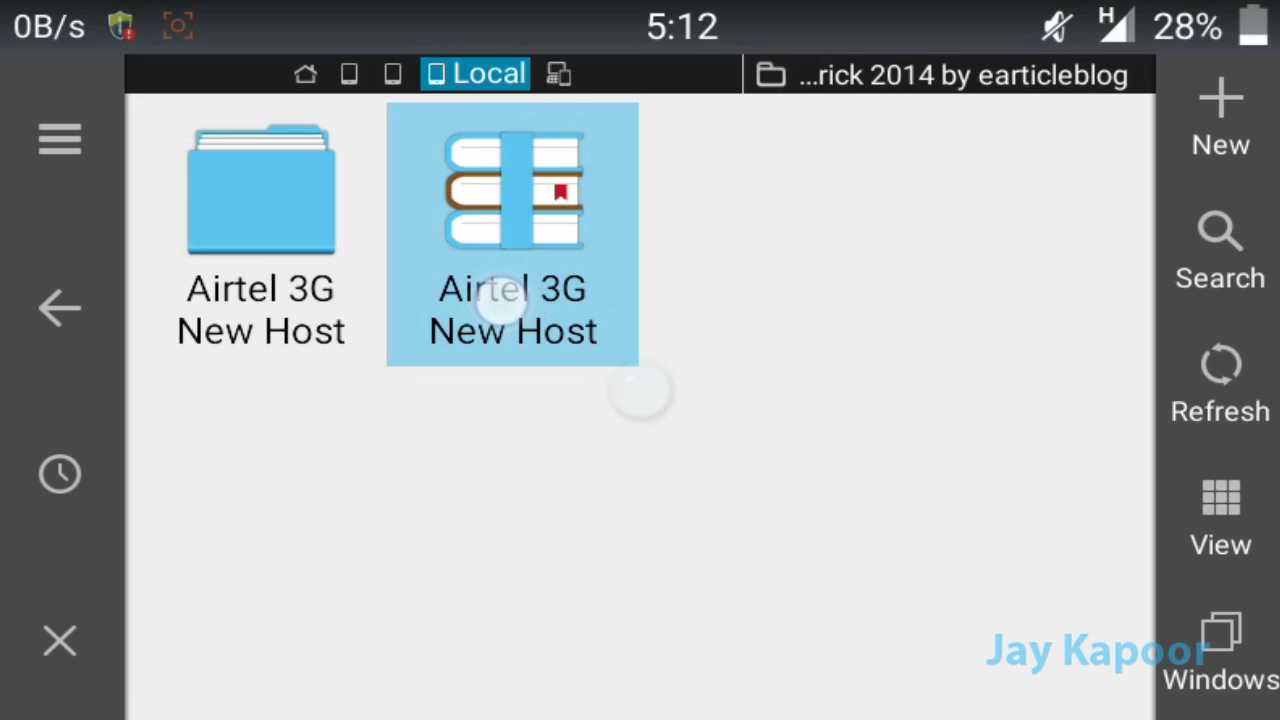 0B/s
5:12
H
28%
Local
...rick 2014 by earticleblog
New
Airtel 3G
New Host
Airtel 3G
New Host
Search
Refresh
View
Jay Kapoor
Windows